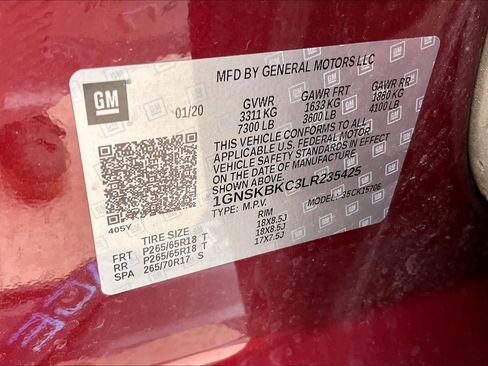 MFD BY GENERAL MOTORS LLC
GM
01/20
GVWR GAWR FRT GAWR RR
3311 KG 1633 KG 1860 KG
7300 LB 3600 LB 4100 LB
THIS VEHICLE CONFORMS TO ALL
APPLICABLE U.S. FEDERAL MOTOR
VEHICLE SAFETY STANDARDS IN EFFECT
ON THE DATE OF MANUFACTURE
SHOWN ABOVE.
1GNSKBKC3LR235425
TYPE: M.P.V. MODEL: 35CK15706
405Y
TIRE SIZE RIM
FRT P265/65R18 T 18X8.5J
RR P265/65R18 T 18X8.5J
SPA 265/70R17 S 17X7.5J